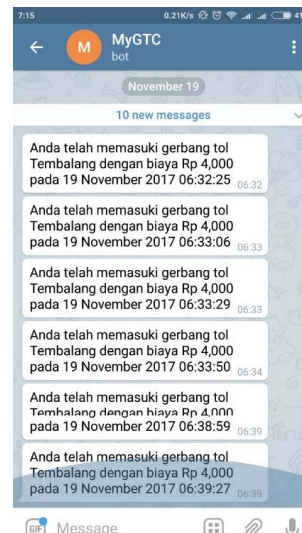 7:15 0.21K/s 41
MyGTC
bot
November 19
10 new messages
Anda telah memasuki gerbang tol
Tembalang dengan biaya Rp 4,000
pada 19 November 2017 06:32:25 06:32
Anda telah memasuki gerbang tol
Tembalang dengan biaya Rp 4,000
pada 19 November 2017 06:33:06 06:33
Anda telah memasuki gerbang tol
Tembalang dengan biaya Rp 4,000
pada 19 November 2017 06:33:29 06:33
Anda telah memasuki gerbang tol
Tembalang dengan biaya Rp 4,000
pada 19 November 2017 06:33:50 06:34
Anda telah memasuki gerbang tol
Tembalang dengan biaya Rp 4,000
pada 19 November 2017 06:38:59 06:39
Anda telah memasuki gerbang tol
Tembalang dengan biaya Rp 4,000
pada 19 November 2017 06:39:27 06:39
GIF Message